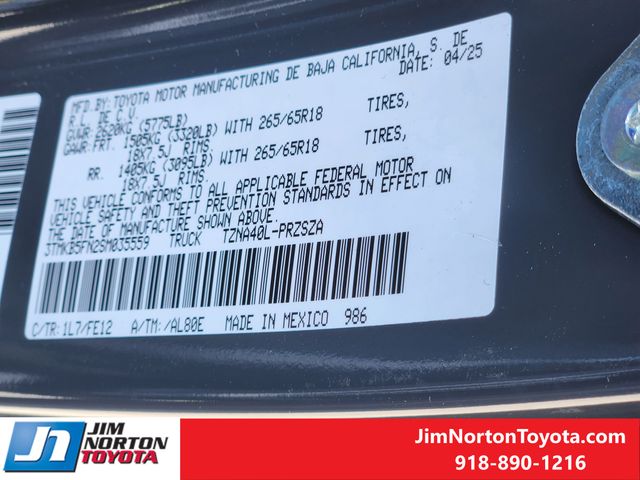 MFD. BY: TOYOTA MOTOR MANUFACTURING DE BAJA CALIFORNIA, S. DE
R. L. DE C. V. DATE: 04/25
GVWR: 2620KG (5775LB)
GAWR: FRT. 1505KG (3320LB) WITH 265/65R18 TIRES,
18X7.5J RIMS.
RR. 1405KG (3095LB) WITH 265/65R18 TIRES,
18X7.5J RIMS.
THIS VEHICLE CONFORMS TO ALL APPLICABLE FEDERAL MOTOR
VEHICLE SAFETY AND THEFT PREVENTION STANDARDS IN EFFECT ON
THE DATE OF MANUFACTURE SHOWN ABOVE.
3TMKB5FN2SM035559 TRUCK TZNA40L-PRZSZA
C/TR: 1L7/FE12 A/TM: /AL80E MADE IN MEXICO 986
JIM
NORTON
TOYOTA
JimNortonToyota.com
918-890-1216